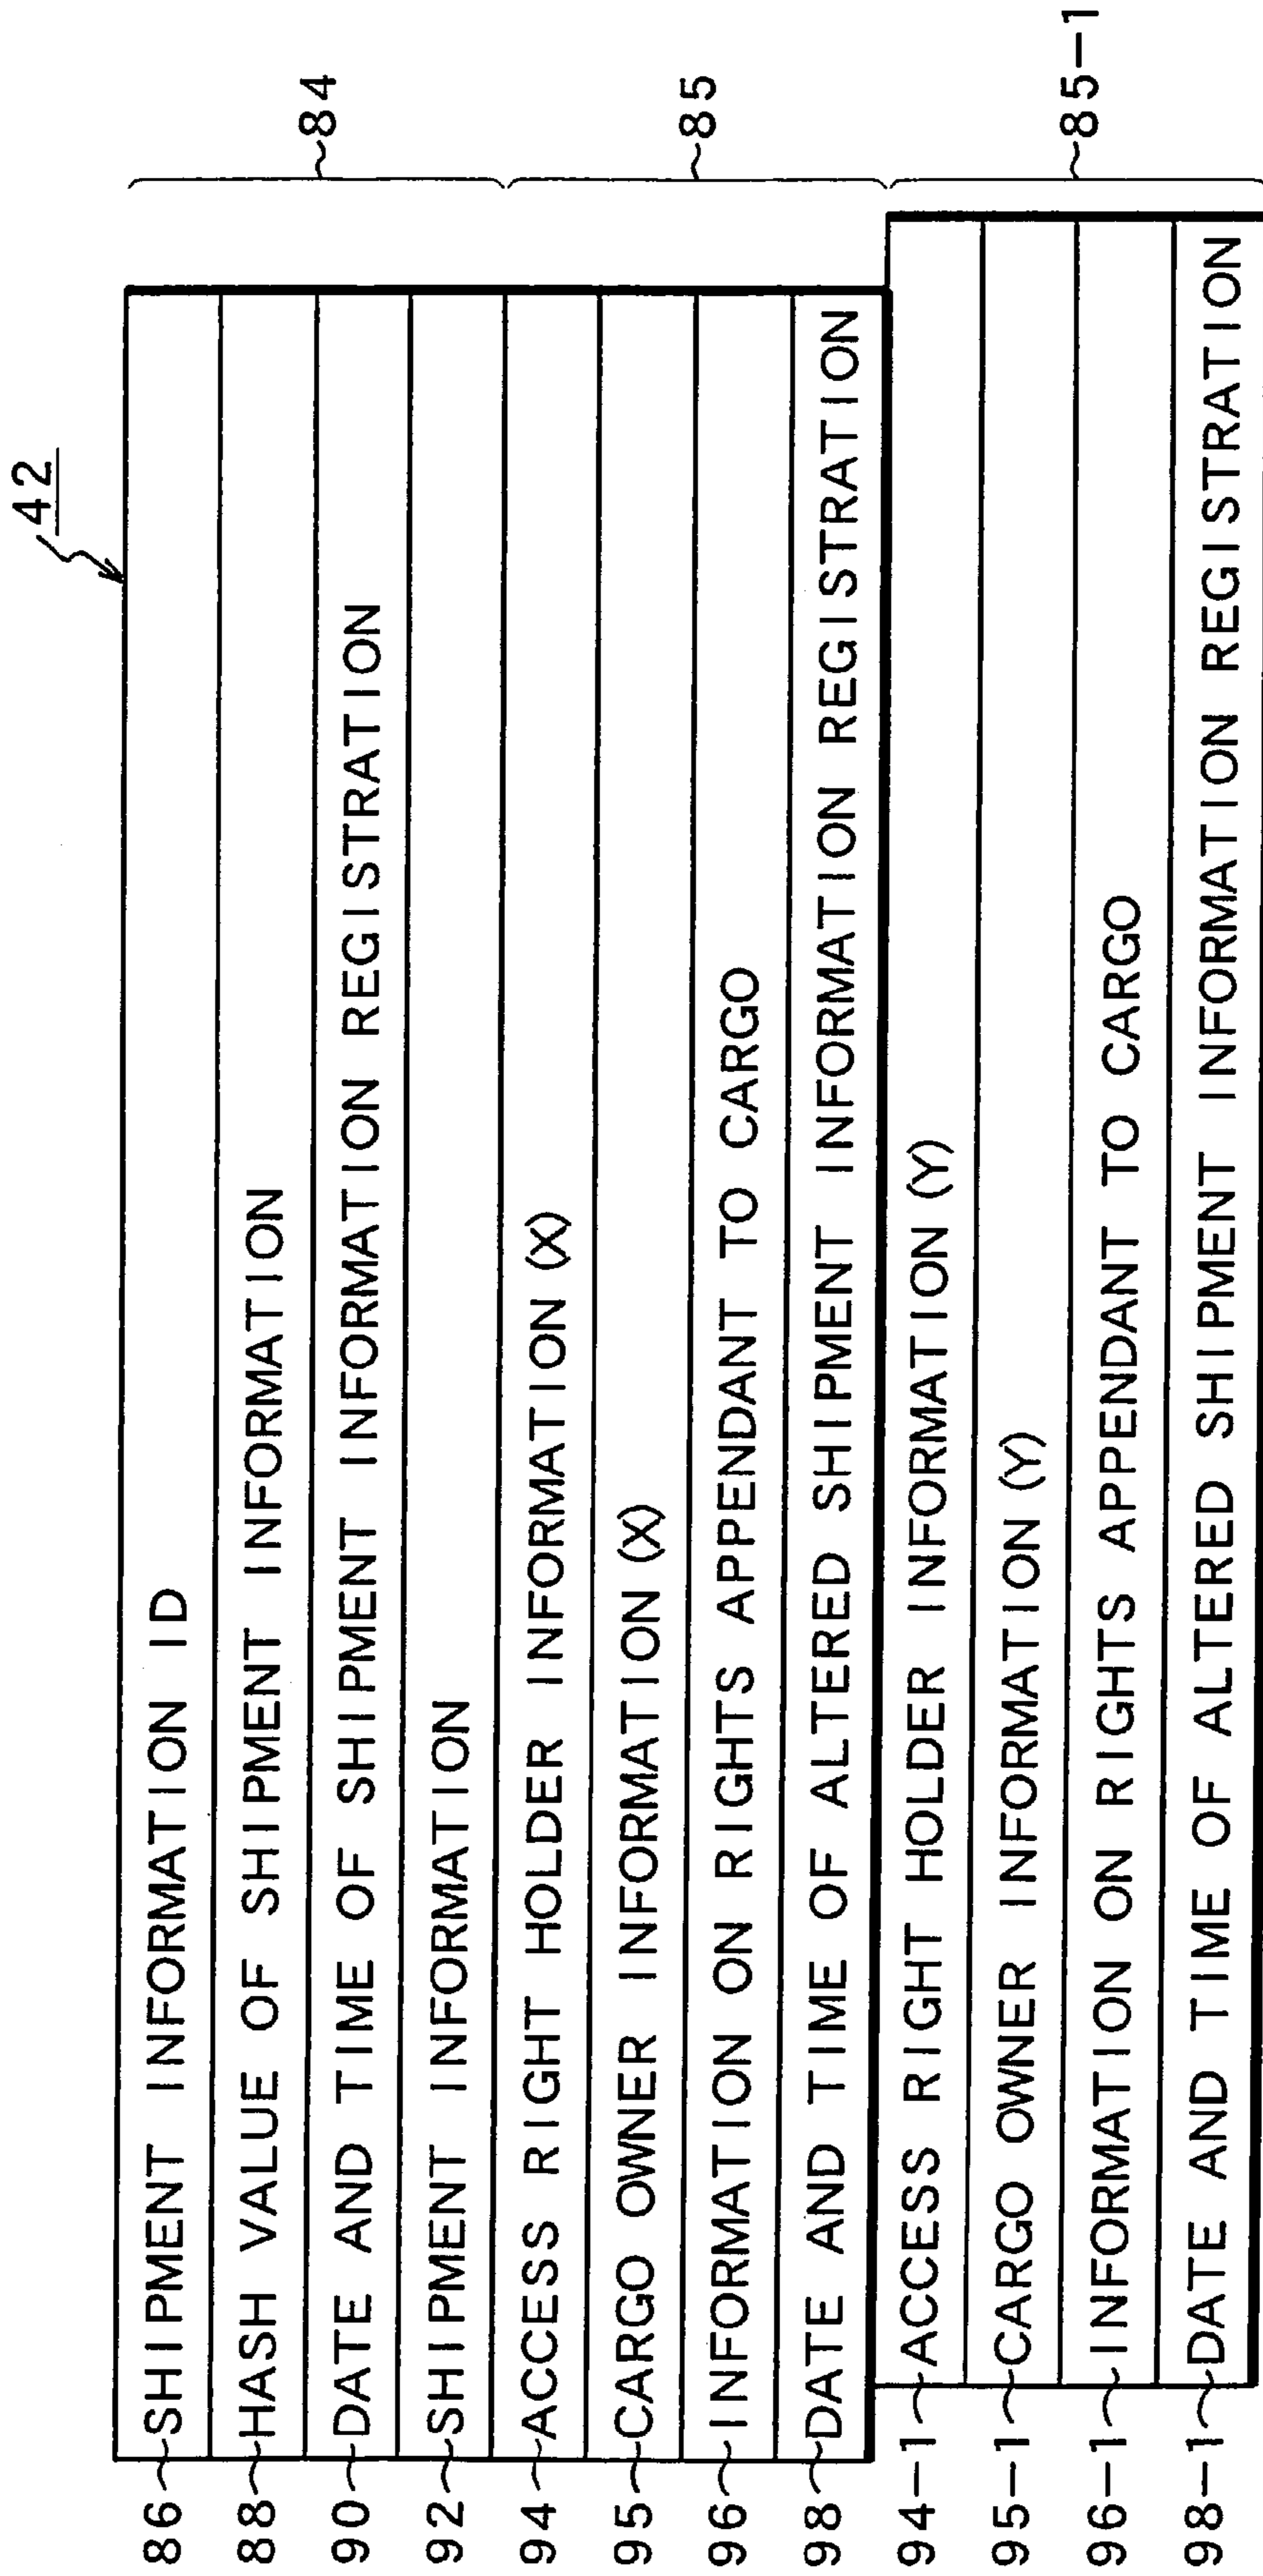 42
86 SHIPMENT INFORMATION ID
88 HASH VALUE OF SHIPMENT INFORMATION
90 DATE AND TIME OF SHIPMENT INFORMATION REGISTRATION
92 SHIPMENT INFORMATION
84
94 ACCESS RIGHT HOLDER INFORMATION (X)
95 CARGO OWNER INFORMATION (X)
96 INFORMATION ON RIGHTS APPENDANT TO CARGO
98 DATE AND TIME OF ALTERED SHIPMENT INFORMATION REGISTRATION
85
94-1 ACCESS RIGHT HOLDER INFORMATION (Y)
95-1 CARGO OWNER INFORMATION (Y)
96-1 INFORMATION ON RIGHTS APPENDANT TO CARGO
98-1 DATE AND TIME OF ALTERED SHIPMENT INFORMATION REGISTRATION
85-1